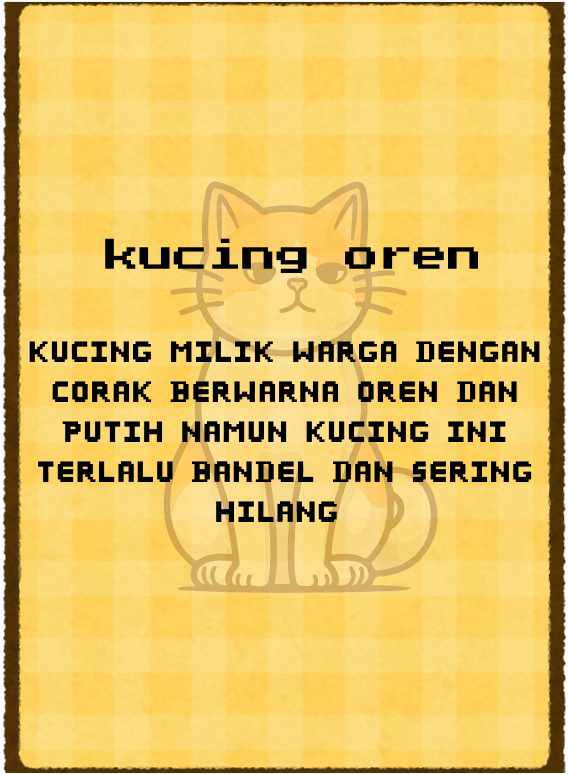 kucing oren
KUCING MILIK WARGA DENGAN
CORAK BERWARNA OREN DAN
PUTIH NAMUN KUCING INI
TERLALU BANDEL DAN SERING
HILANG